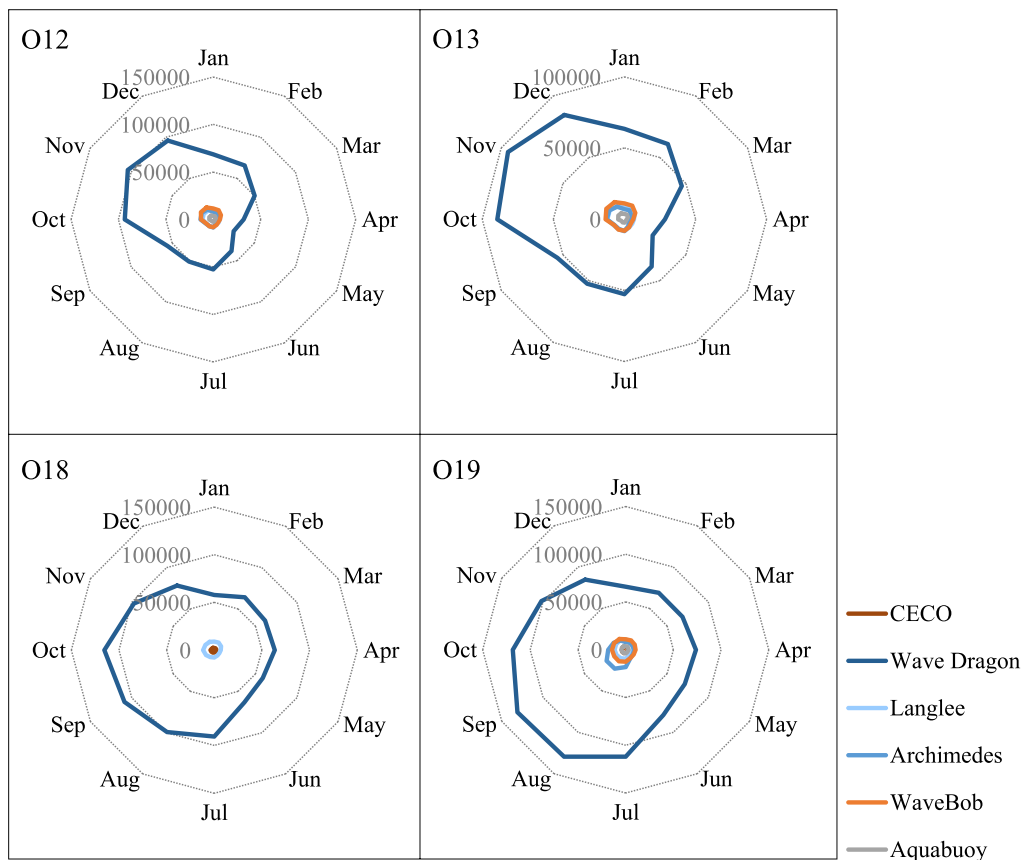 O12
Jan
Feb
Mar
Apr
May
Jun
Jul
Aug
Sep
Oct
Nov
Dec
150000
100000
50000
0
O13
Jan
Feb
Mar
Apr
May
Jun
Jul
Aug
Sep
Oct
Nov
Dec
100000
50000
0
O18
Jan
Feb
Mar
Apr
May
Jun
Jul
Aug
Sep
Oct
Nov
Dec
150000
100000
50000
0
O19
Jan
Feb
Mar
Apr
May
Jun
Jul
Aug
Sep
Oct
Nov
Dec
150000
100000
50000
0
CECO
Wave Dragon
Langlee
Archimedes
WaveBob
Aquabuoy